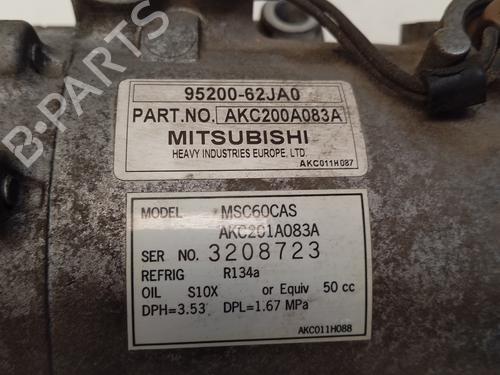 95200-62JA0
PART.NO. AKC200A083A
MITSUBISHI
HEAVY INDUSTRIES EUROPE, LTD.
AKC011H087
MODEL MSC60CAS
AKC201A083A
SER NO. 3208723
REFRIG R134a
OIL S10X or Equiv 50 cc
DPH=3.53 DPL=1.67 MPa
AKC011H088
B-PARTS